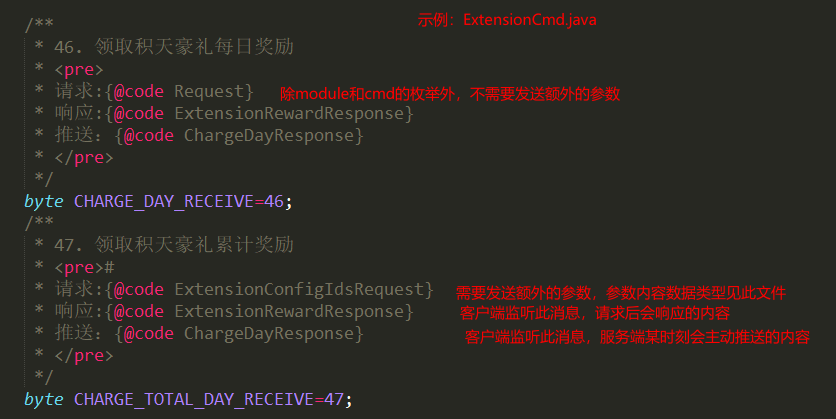 /**
示例：ExtensionCmd.java
* 46. 领取积天豪礼每日奖励
* <pre>
* 请求:{@code Request} 除module和cmd的枚举外，不需要发送额外的参数
* 响应:{@code ExtensionRewardResponse}
* 推送: {@code ChargeDayResponse}
* </pre>
*/
byte CHARGE_DAY_RECEIVE=46;
/**
* 47. 领取积天豪礼累计奖励
* <pre>#
* 请求:{@code ExtensionConfigIdsRequest} 需要发送额外的参数，参数内容数据类型见此文件
* 响应:{@code ExtensionRewardResponse} 客户端监听此消息，请求后会响应的内容
* 推送: {@code ChargeDayResponse} 客户端监听此消息，服务端某时刻会主动推送的内容
* </pre>
*/
byte CHARGE_TOTAL_DAY_RECEIVE=47;